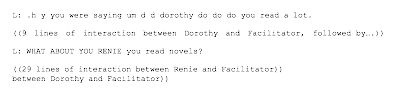 L: .h y you were saying um d d dorothy do do do you read a lot.
((9 lines of interaction between Dorothy and Facilitator, followed by….))
L: WHAT ABOUT YOU RENIE you read novels?
((29 lines of interaction between Renie and Facilitator))
between Dorothy and Facilitator))